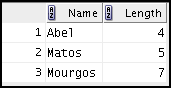 Name Length
1 Abel 4
2 Matos 5
3 Mourgos 7